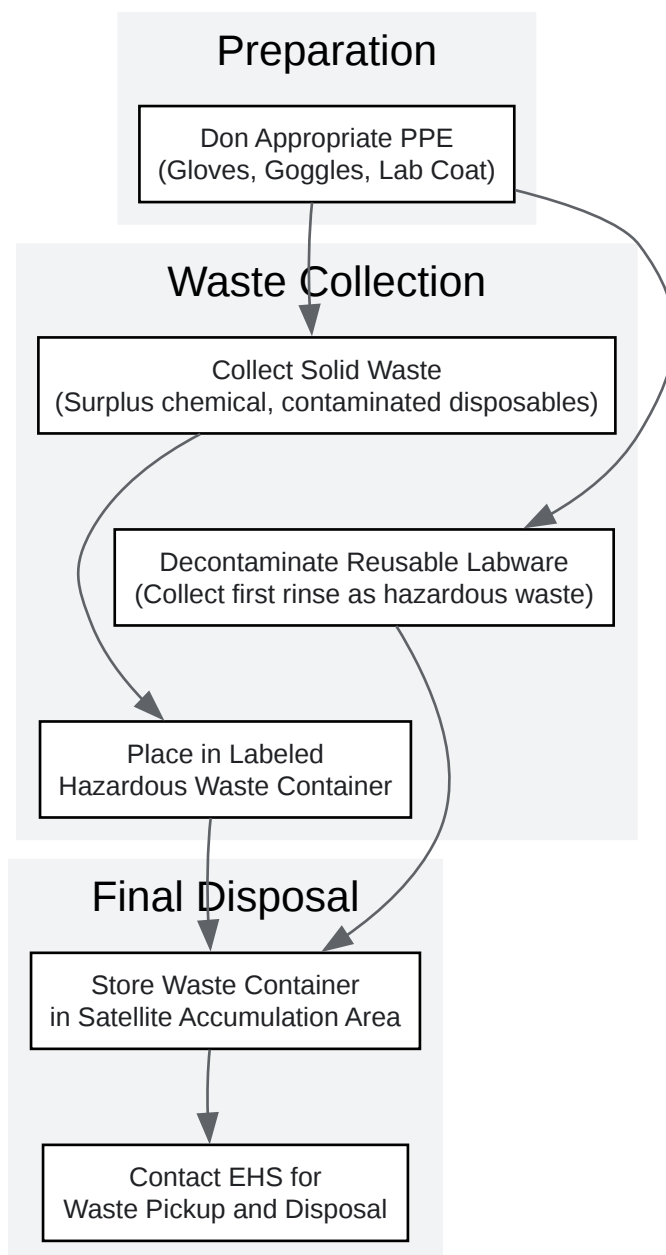 Preparation
Don Appropriate PPE
(Gloves, Goggles, Lab Coat)
Waste Collection
Collect Solid Waste
(Surplus chemical, contaminated disposables)
Decontaminate Reusable Labware
(Collect first rinse as hazardous waste)
Place in Labeled
Hazardous Waste Container
Final Disposal
Store Waste Container
in Satellite Accumulation Area
Contact EHS for
Waste Pickup and Disposal